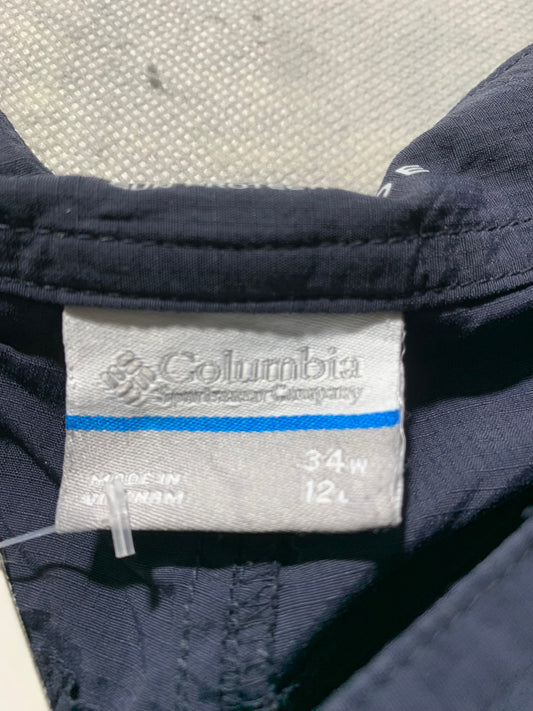 Columbia
Sportswear Company
34W
12L
MADE IN
VIETNAM